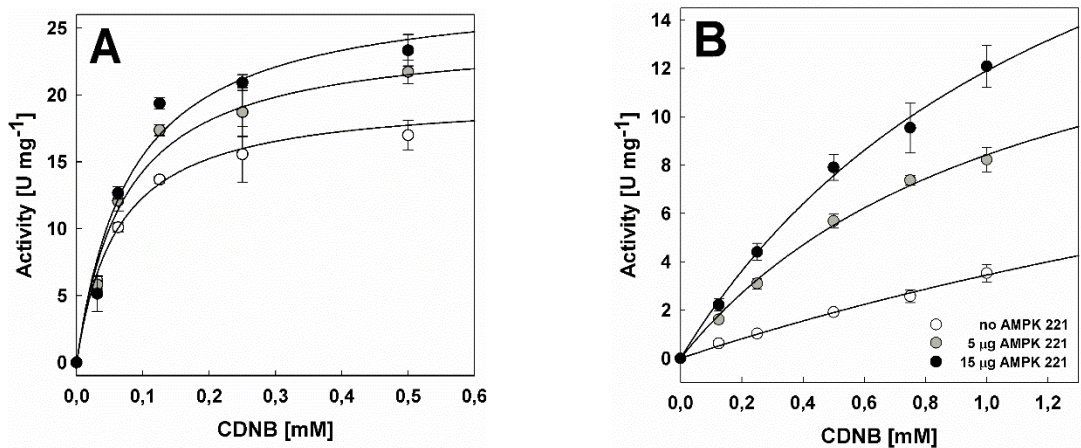 A
Activity [U mg⁻¹]
25
20
15
10
5
0
0,0 0,1 0,2 0,3 0,4 0,5 0,6
CDNB [mM]
B
Activity [U mg⁻¹]
14
12
10
8
6
4
2
0
no AMPK 221
5 µg AMPK 221
15 µg AMPK 221
0,0 0,2 0,4 0,6 0,8 1,0 1,2
CDNB [mM]